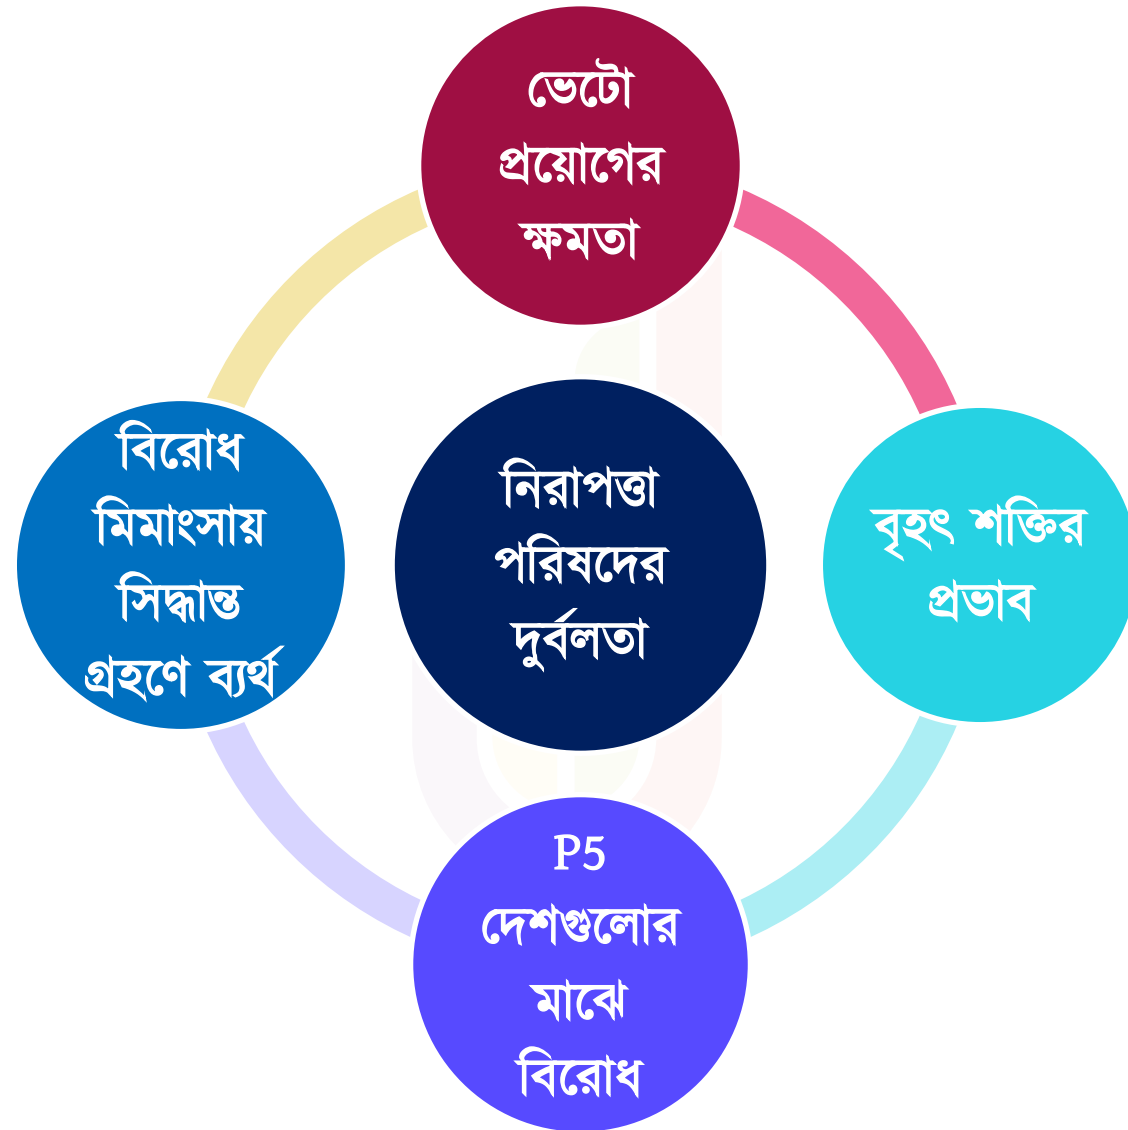 ভেটো
প্রয়োগের
ক্ষমতা
বিরোধ
মিমাংসায়
সিদ্ধান্ত
গ্রহণে ব্যর্থ
নিরাপত্তা
পরিষদের
দুর্বলতা
বৃহৎ শক্তির
প্রভাব
P5
দেশগুলোর
মাঝে
বিরোধ